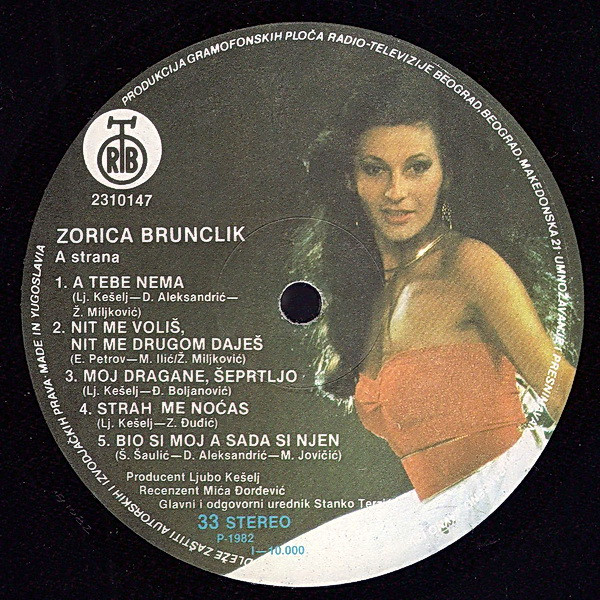 PRODUKCIJA GRAMOFONSKIH PLOČA RADIO-TELEVIZIJE BEOGRAD, BEOGRAD, MAKEDONSKA 21 · UMNOŽAVANJE I PRESNIMAVANJE
DLEŽE ZAŠTITI AUTORSKIH I IZVODJAČKIH PRAVA · MADE IN YUGOSLAVIA
RTB
2310147
ZORICA BRUNCLIK
A strana
1. A TEBE NEMA
(Lj. Kešelj—D. Aleksandrić—
Ž. Miljković)
2. NIT ME VOLIŠ,
NIT ME DRUGOM DAJEŠ
(E. Petrov—M. Ilić/Ž. Miljković)
3. MOJ DRAGANE, ŠEPRTLJO
(Lj. Kešelj—Đ. Boljanović)
4. STRAH ME NOĆAS
(Lj. Kešelj—Z. Đudić)
5. BIO SI MOJ A SADA SI NJEN
(Š. Šaulić—D. Aleksandrić—M. Jovičić)
Producent Ljubo Kešelj
Recenzent Mića Đorđević
Glavni i odgovorni urednik Stanko
33 STEREO
P-1982
I—10.000